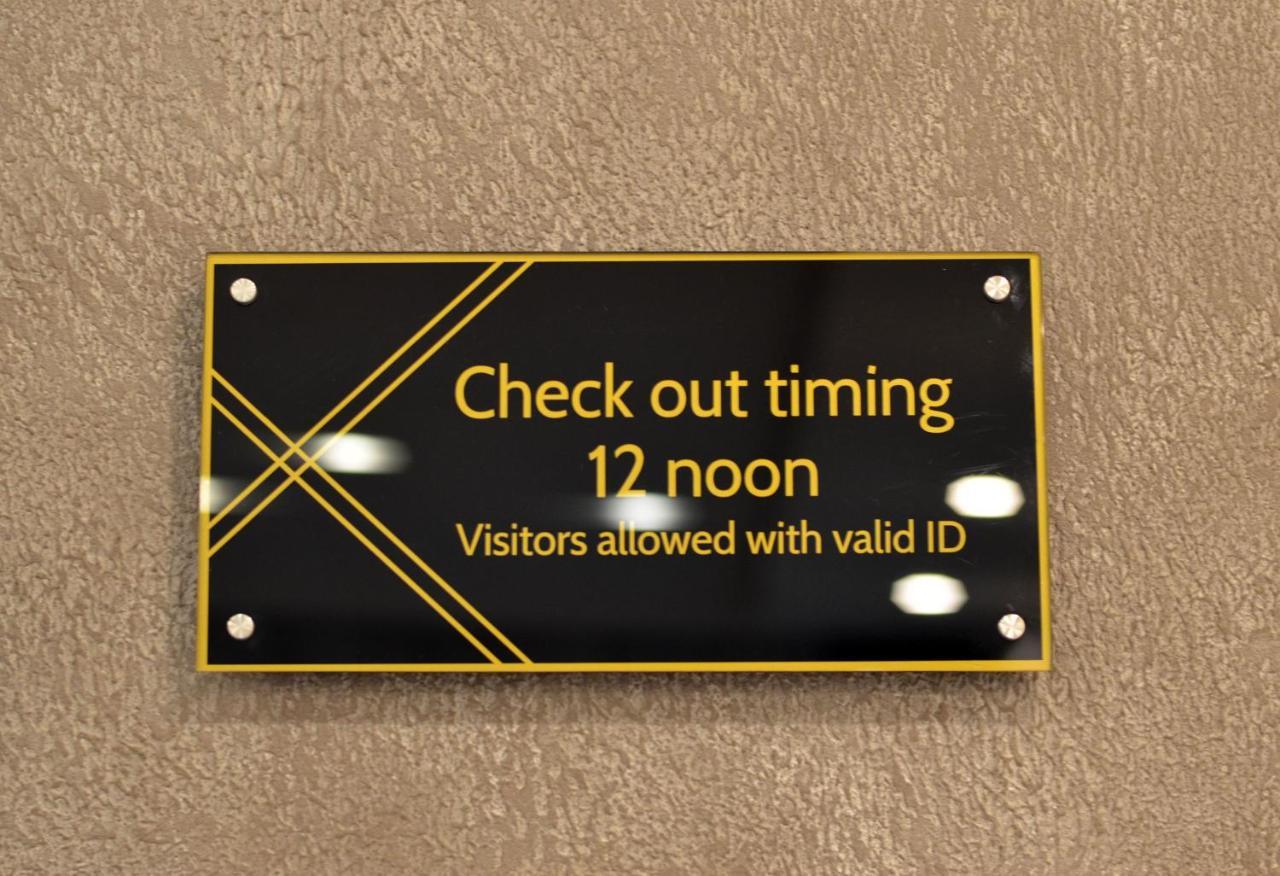 Check out timing
12 noon
Visitors allowed with valid ID